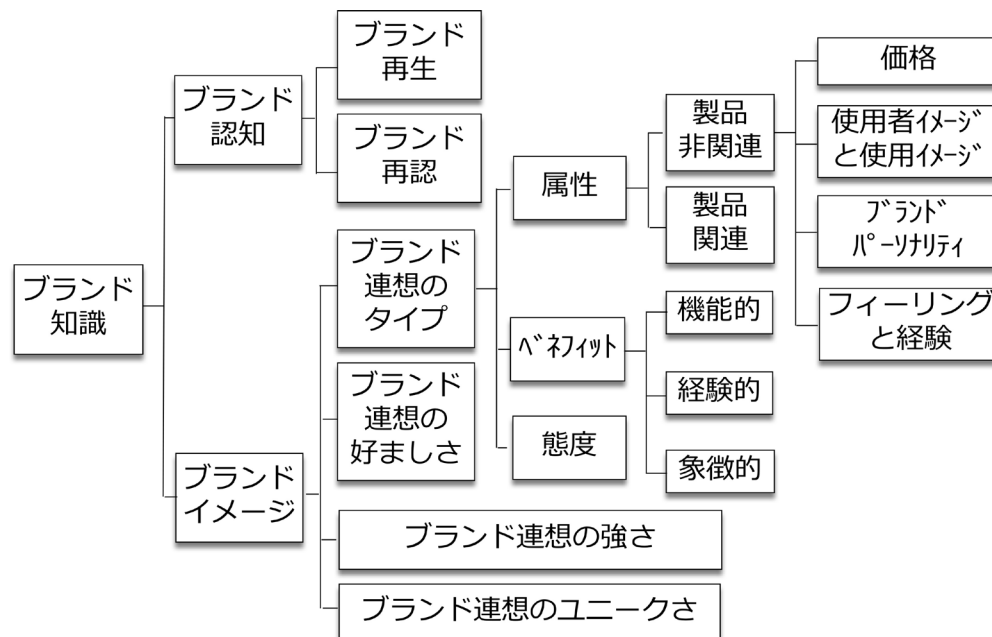 ブランド
知識
ブランド
認知
ブランド
イメージ
ブランド
再生
ブランド
再認
ブランド
連想の
タイプ
ブランド
連想の
好ましさ
ブランド連想の強さ
ブランド連想のユニークさ
属性
ﾍﾞネﾌｨｯﾄ
態度
製品
非関連
製品
関連
機能的
経験的
象徴的
価格
使用者ｲﾒｰｼﾞ
と使用ｲﾒｰｼﾞ
ﾌﾞﾗﾝﾄﾞ
ﾊﾟｰｿﾅﾘﾃｨ
フィーリング
と経験